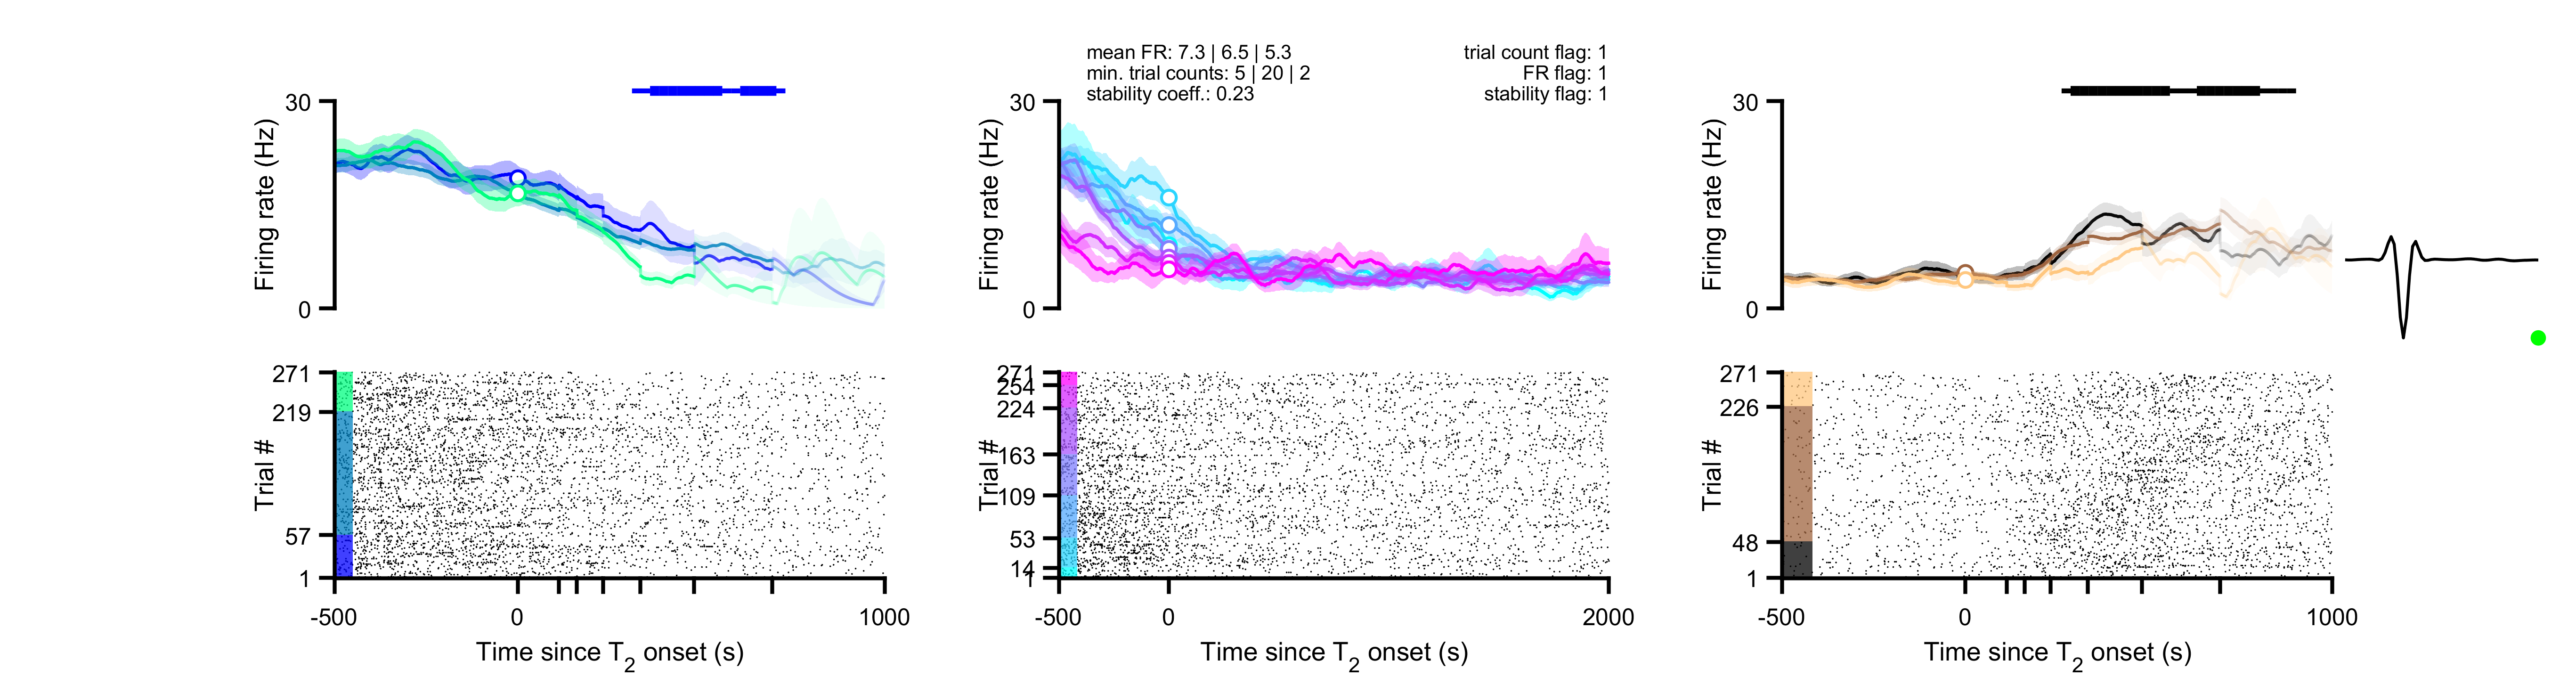 mean FR: 7.3 | 6.5 | 5.3
min. trial counts: 5 | 20 | 2
stability coeff.: 0.23
trial count flag: 1
FR flag: 1
stability flag: 1
30
Firing rate (Hz)
0
271
219
Trial #
57
1
-500
0
1000
Time since T2 onset (s)
30
Firing rate (Hz)
0
271
254
224
Trial #
163
109
53
14
1
-500
0
2000
Time since T2 onset (s)
30
Firing rate (Hz)
0
271
226
Trial #
48
1
-500
0
1000
Time since T2 onset (s)